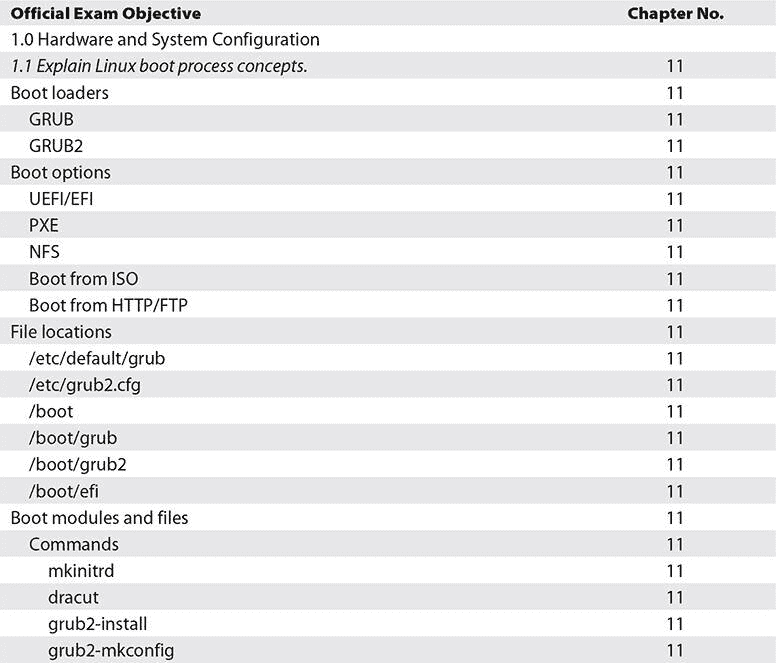 Official Exam Objective Chapter No.
1.0 Hardware and System Configuration
1.1 Explain Linux boot process concepts. 11
Boot loaders 11
GRUB 11
GRUB2 11
Boot options 11
UEFI/EFI 11
PXE 11
NFS 11
Boot from ISO 11
Boot from HTTP/FTP 11
File locations 11
/etc/default/grub 11
/etc/grub2.cfg 11
/boot 11
/boot/grub 11
/boot/grub2 11
/boot/efi 11
Boot modules and files 11
Commands 11
mkinitrd 11
dracut 11
grub2-install 11
grub2-mkconfig 11